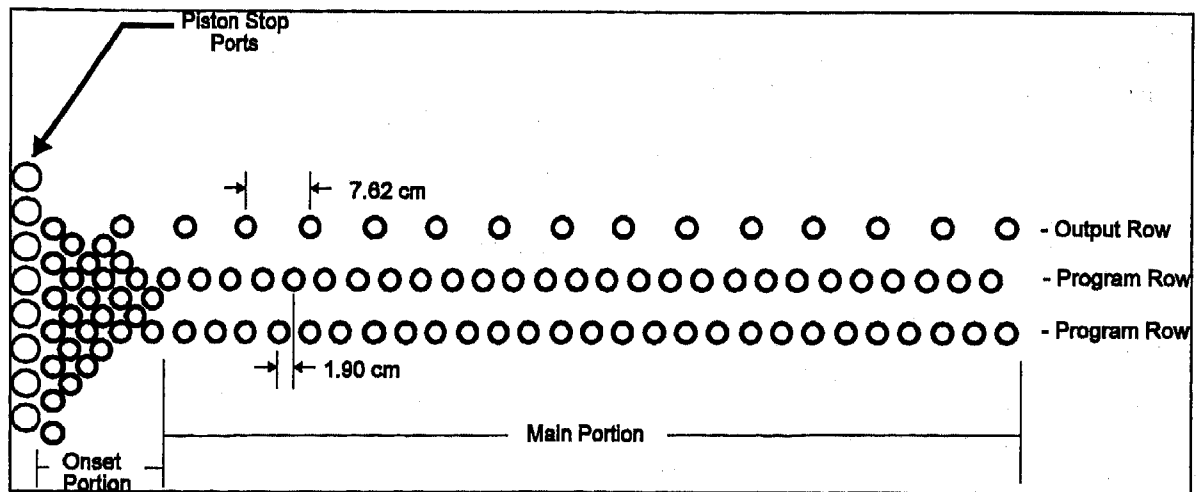 Piston Stop
Ports
7.62 cm
- Output Row
- Program Row
- Program Row
1.90 cm
Main Portion
Onset
Portion